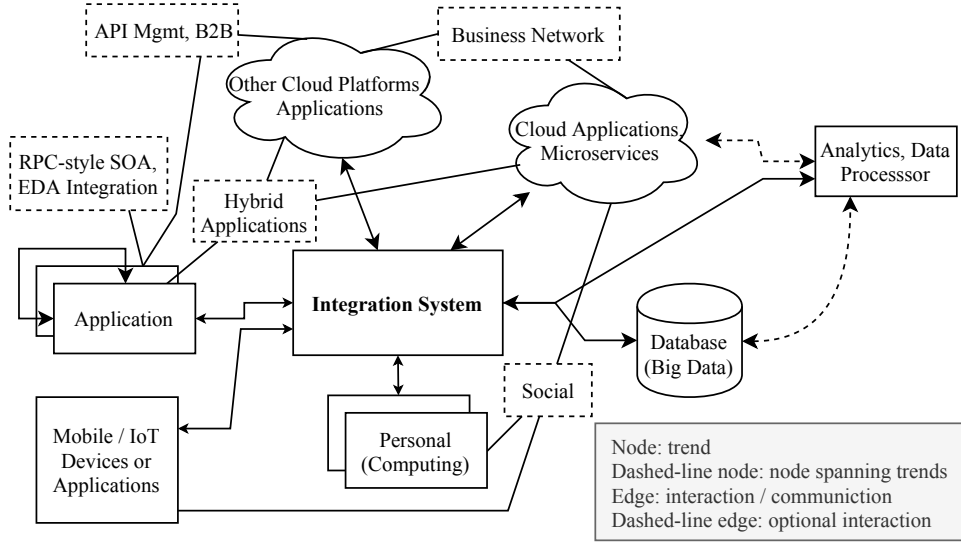 API Mgmt, B2B
Business Network
Other Cloud Platforms,
Applications
Cloud Applications,
Microservices
Analytics, Data
Processsor
RPC-style SOA,
EDA Integration
Hybrid
Applications
Integration System
Application
Database
(Big Data)
Social
Mobile / IoT
Devices or
Applications
Personal
(Computing)
Node: trend
Dashed-line node: node spanning trends
Edge: interaction / communiction
Dashed-line edge: optional interaction